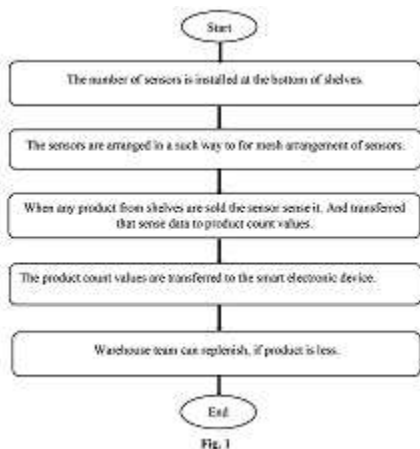 Start
The number of sensors is installed at the bottom of shelves.
The sensors are arranged in a such way to for mesh arrangement of sensors.
When any product from shelves are sold the sensor sense it. And transferred
that sense data to product count values.
The product count values are transferred to the smart electronic device.
Warehouse team can replenish, if product is less.
End
Fig. 1